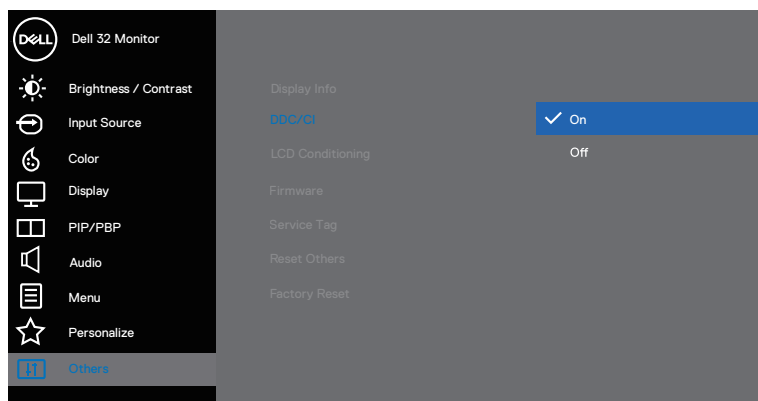 DELL
Dell 32 Monitor
Brightness / Contrast
Input Source
Color
Display
PIP/PBP
Audio
Menu
Personalize
Others
Display Info
DDC/CI
LCD Conditioning
Firmware
Service Tag
Reset Others
Factory Reset
On
Off